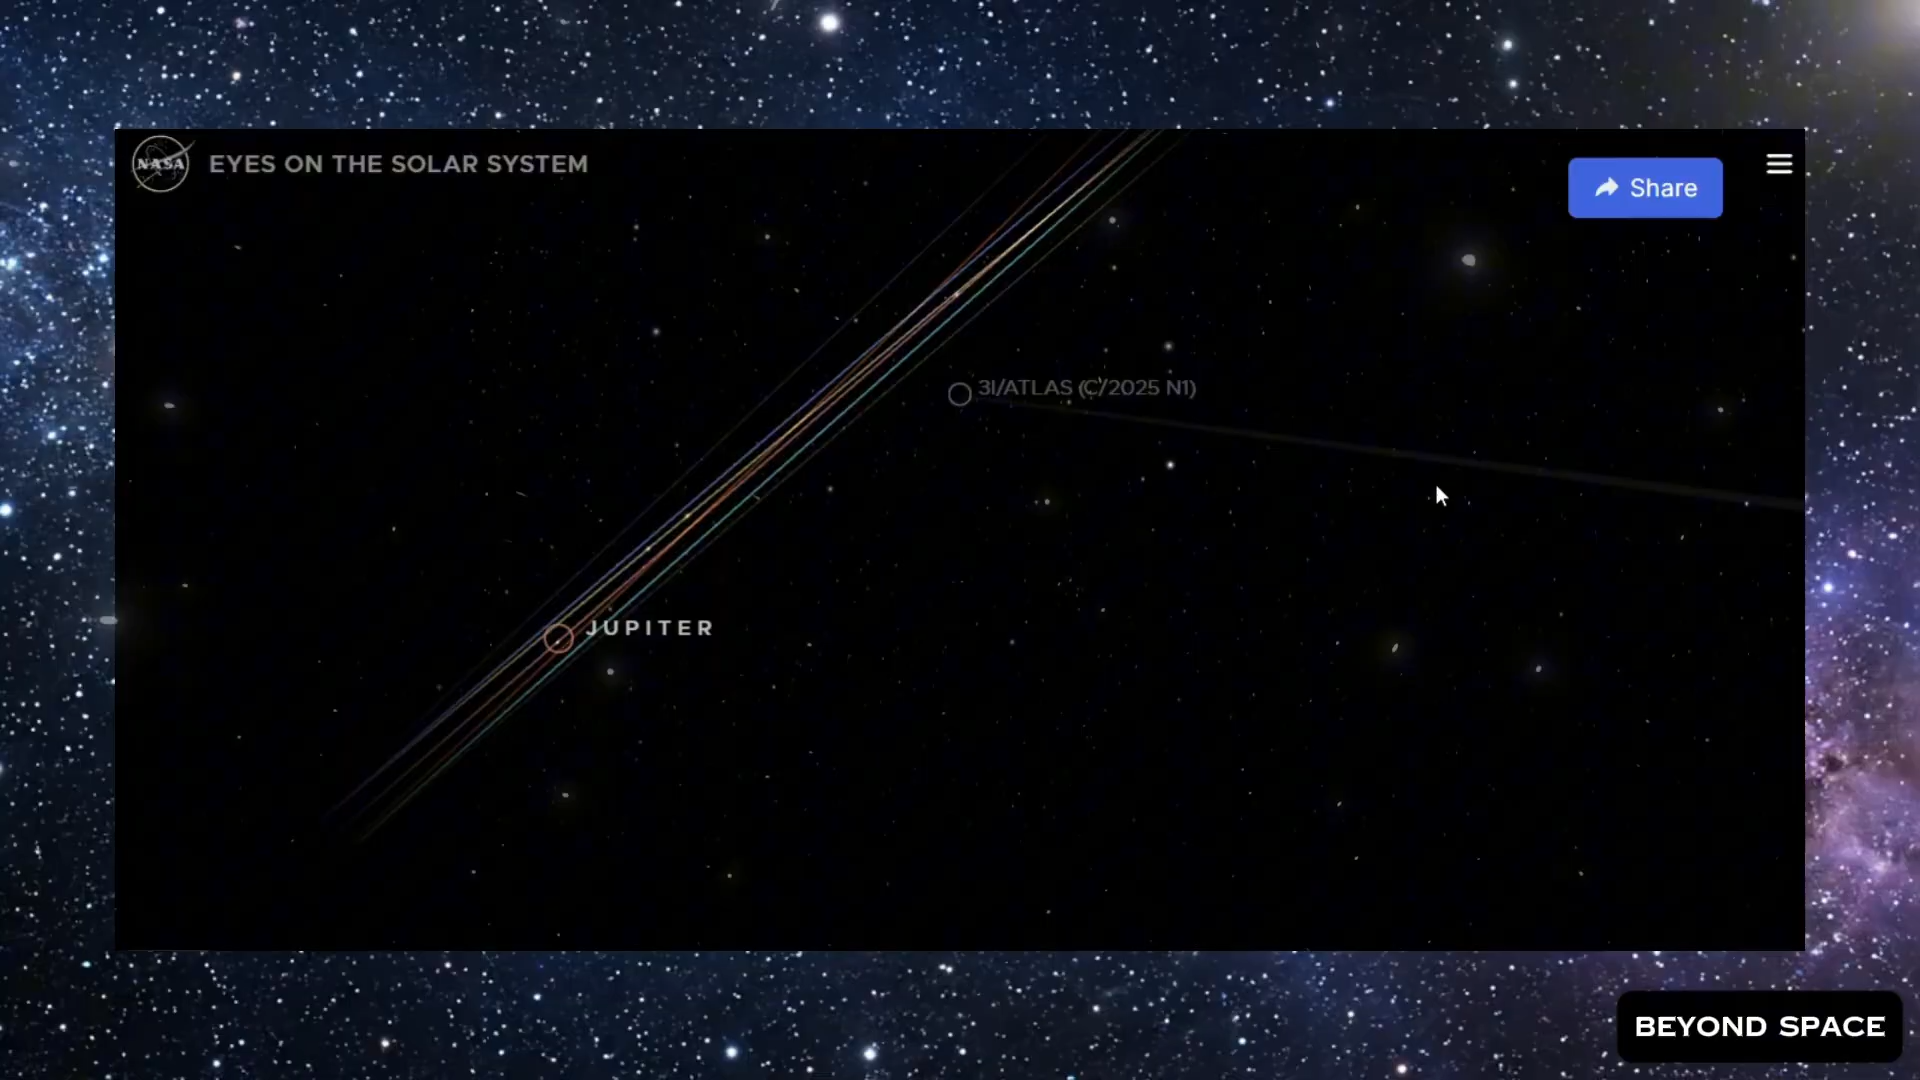 NASA
EYES ON THE SOLAR SYSTEM
Share
3I/ATLAS (C/2025 N1)
JUPITER
BEYOND SPACE